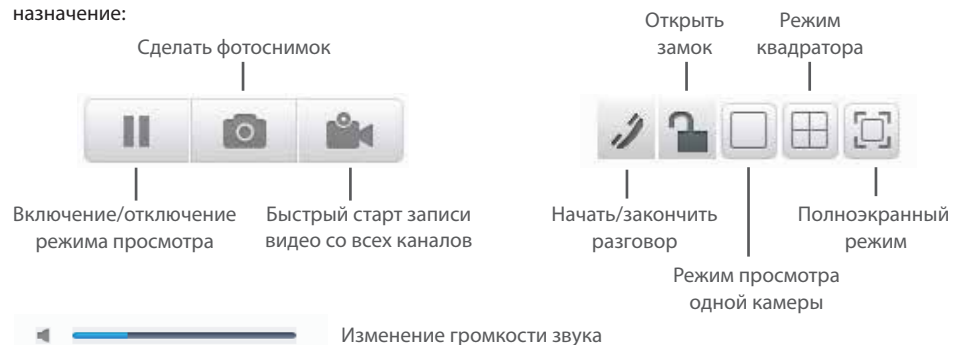 назначение:
Сделать фотоснимок
Открыть
замок
Режим
квадратора
Включение/отключение
режима просмотра
Быстрый старт записи
видео со всех каналов
Начать/закончить
разговор
Полноэкранный
режим
Режим просмотра
одной камеры
Изменение громкости звука